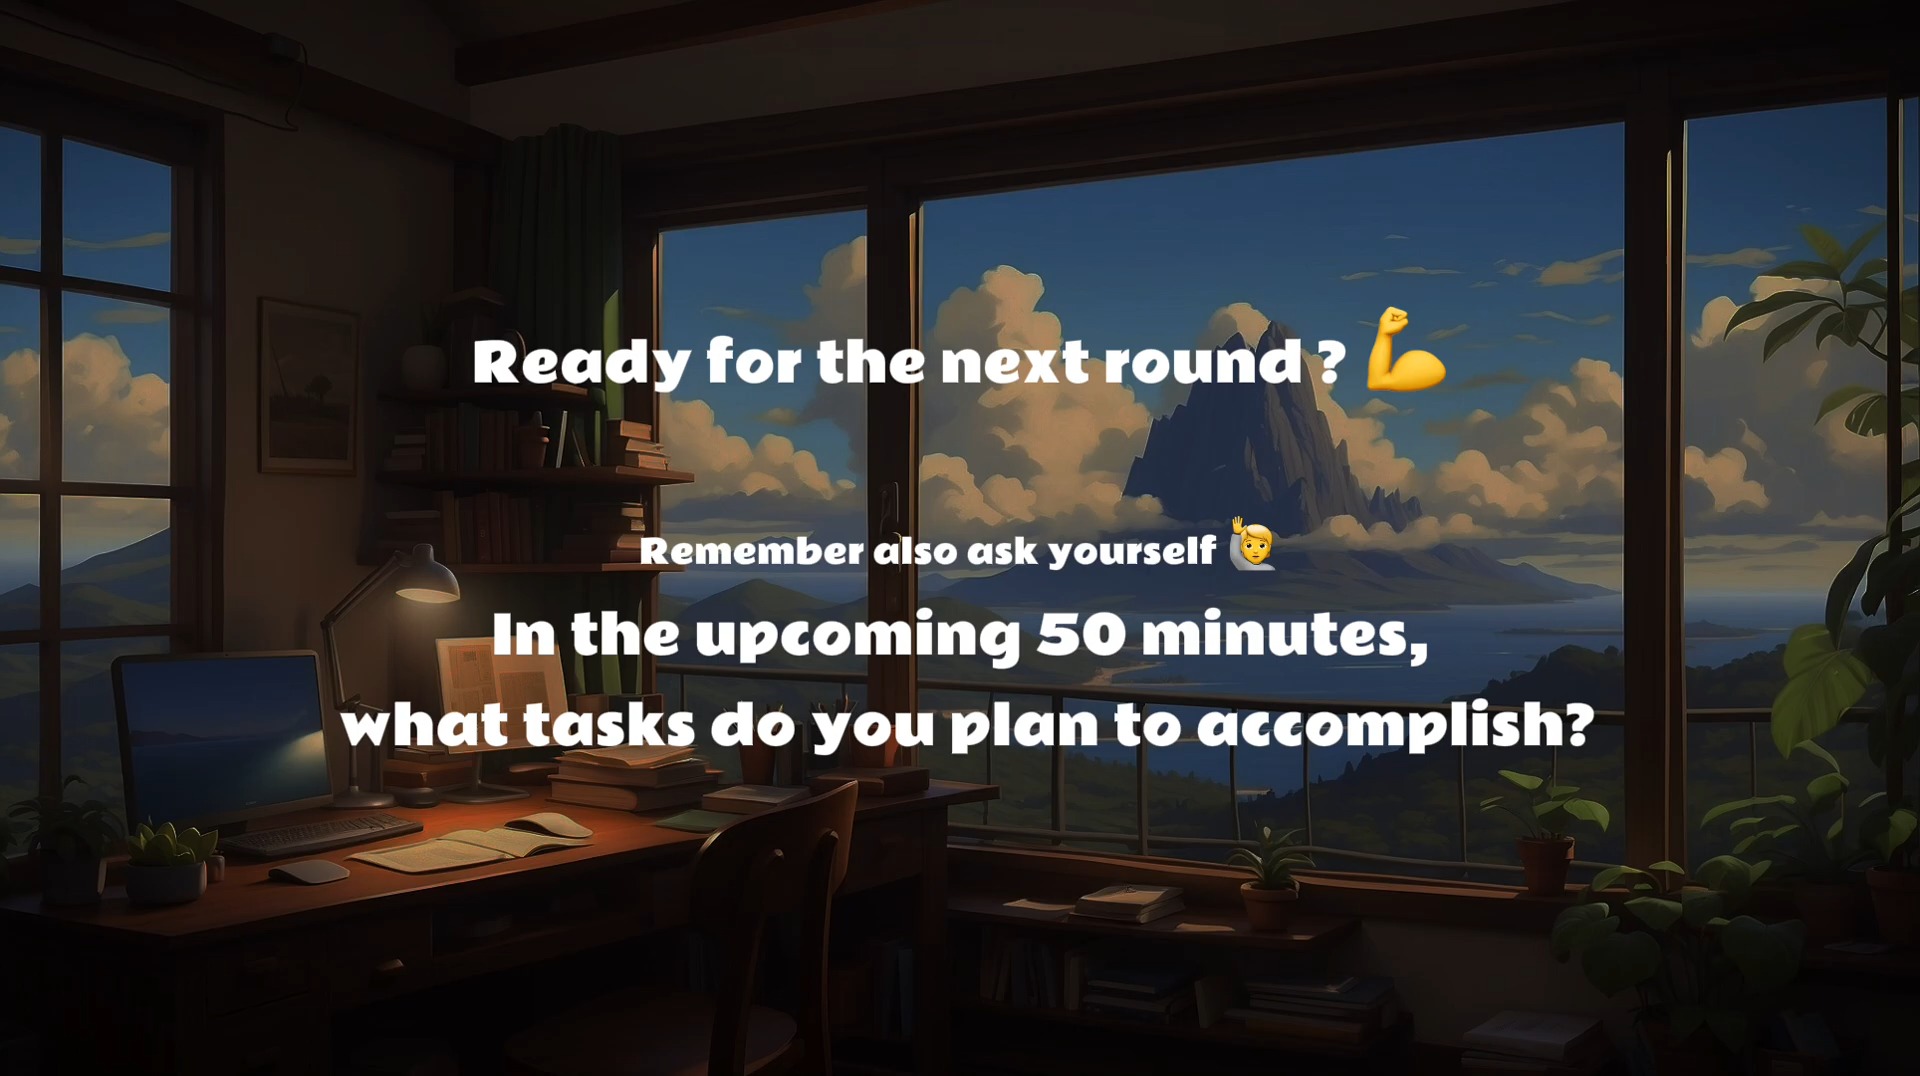 Ready for the next round ? 💪
Remember also ask yourself 🙋
In the upcoming 50 minutes,
what tasks do you plan to accomplish?